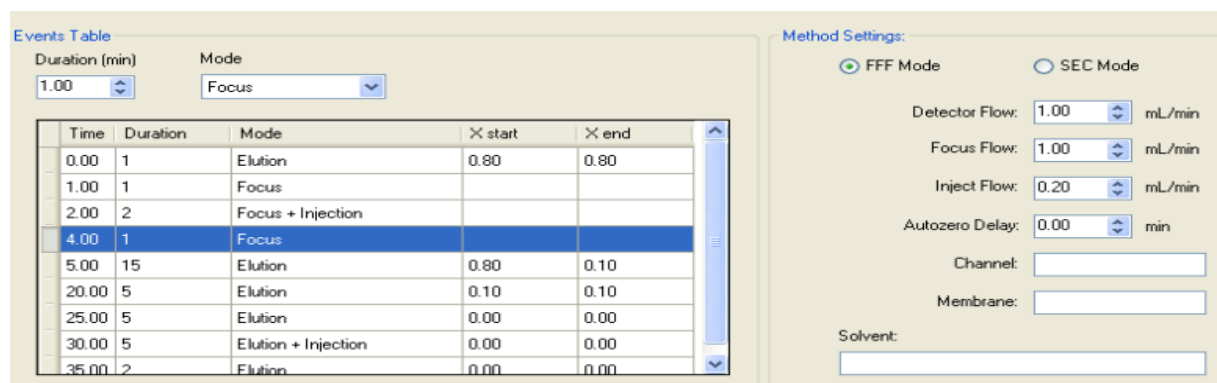 Events Table
Duration (min) Mode
1.00 Focus
Time Duration Mode X start X end
0.00 1 Elution 0.80 0.80
1.00 1 Focus
2.00 2 Focus + Injection
4.00 1 Focus
5.00 15 Elution 0.80 0.10
20.00 5 Elution 0.10 0.10
25.00 5 Elution 0.00 0.00
30.00 5 Elution + Injection 0.00 0.00
35.00 2 Elution 0.00 0.00
Method Settings:
FFF Mode SEC Mode
Detector Flow: 1.00 mL/min
Focus Flow: 1.00 mL/min
Inject Flow: 0.20 mL/min
Autozero Delay: 0.00 min
Channel:
Membrane:
Solvent: